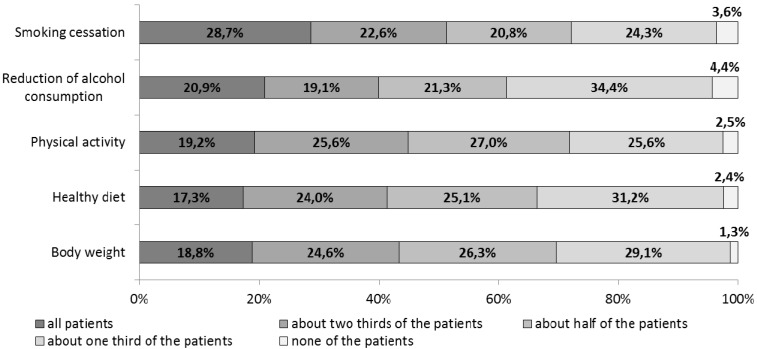 3,6%
Smoking cessation 28,7% 22,6% 20,8% 24,3%
4,4%
Reduction of alcohol
consumption 20,9% 19,1% 21,3% 34,4%
2,5%
Physical activity 19,2% 25,6% 27,0% 25,6%
2,4%
Healthy diet 17,3% 24,0% 25,1% 31,2%
1,3%
Body weight 18,8% 24,6% 26,3% 29,1%
0% 20% 40% 60% 80% 100%
all patients about two thirds of the patients about half of the patients
about one third of the patients none of the patients